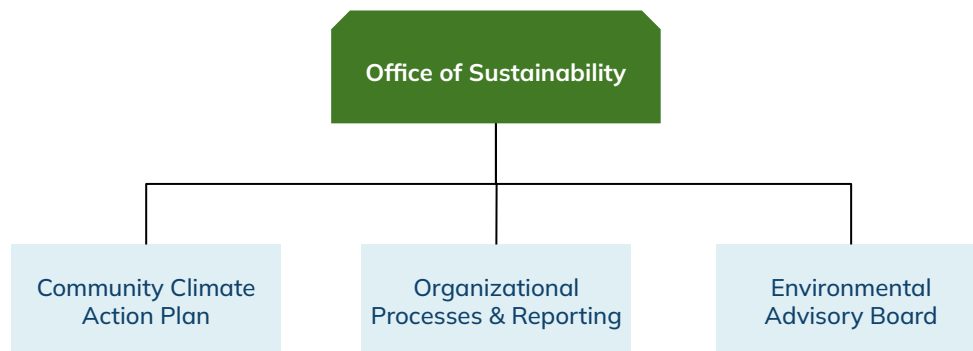 Office of Sustainability
Community Climate
Action Plan
Organizational
Processes & Reporting
Environmental
Advisory Board